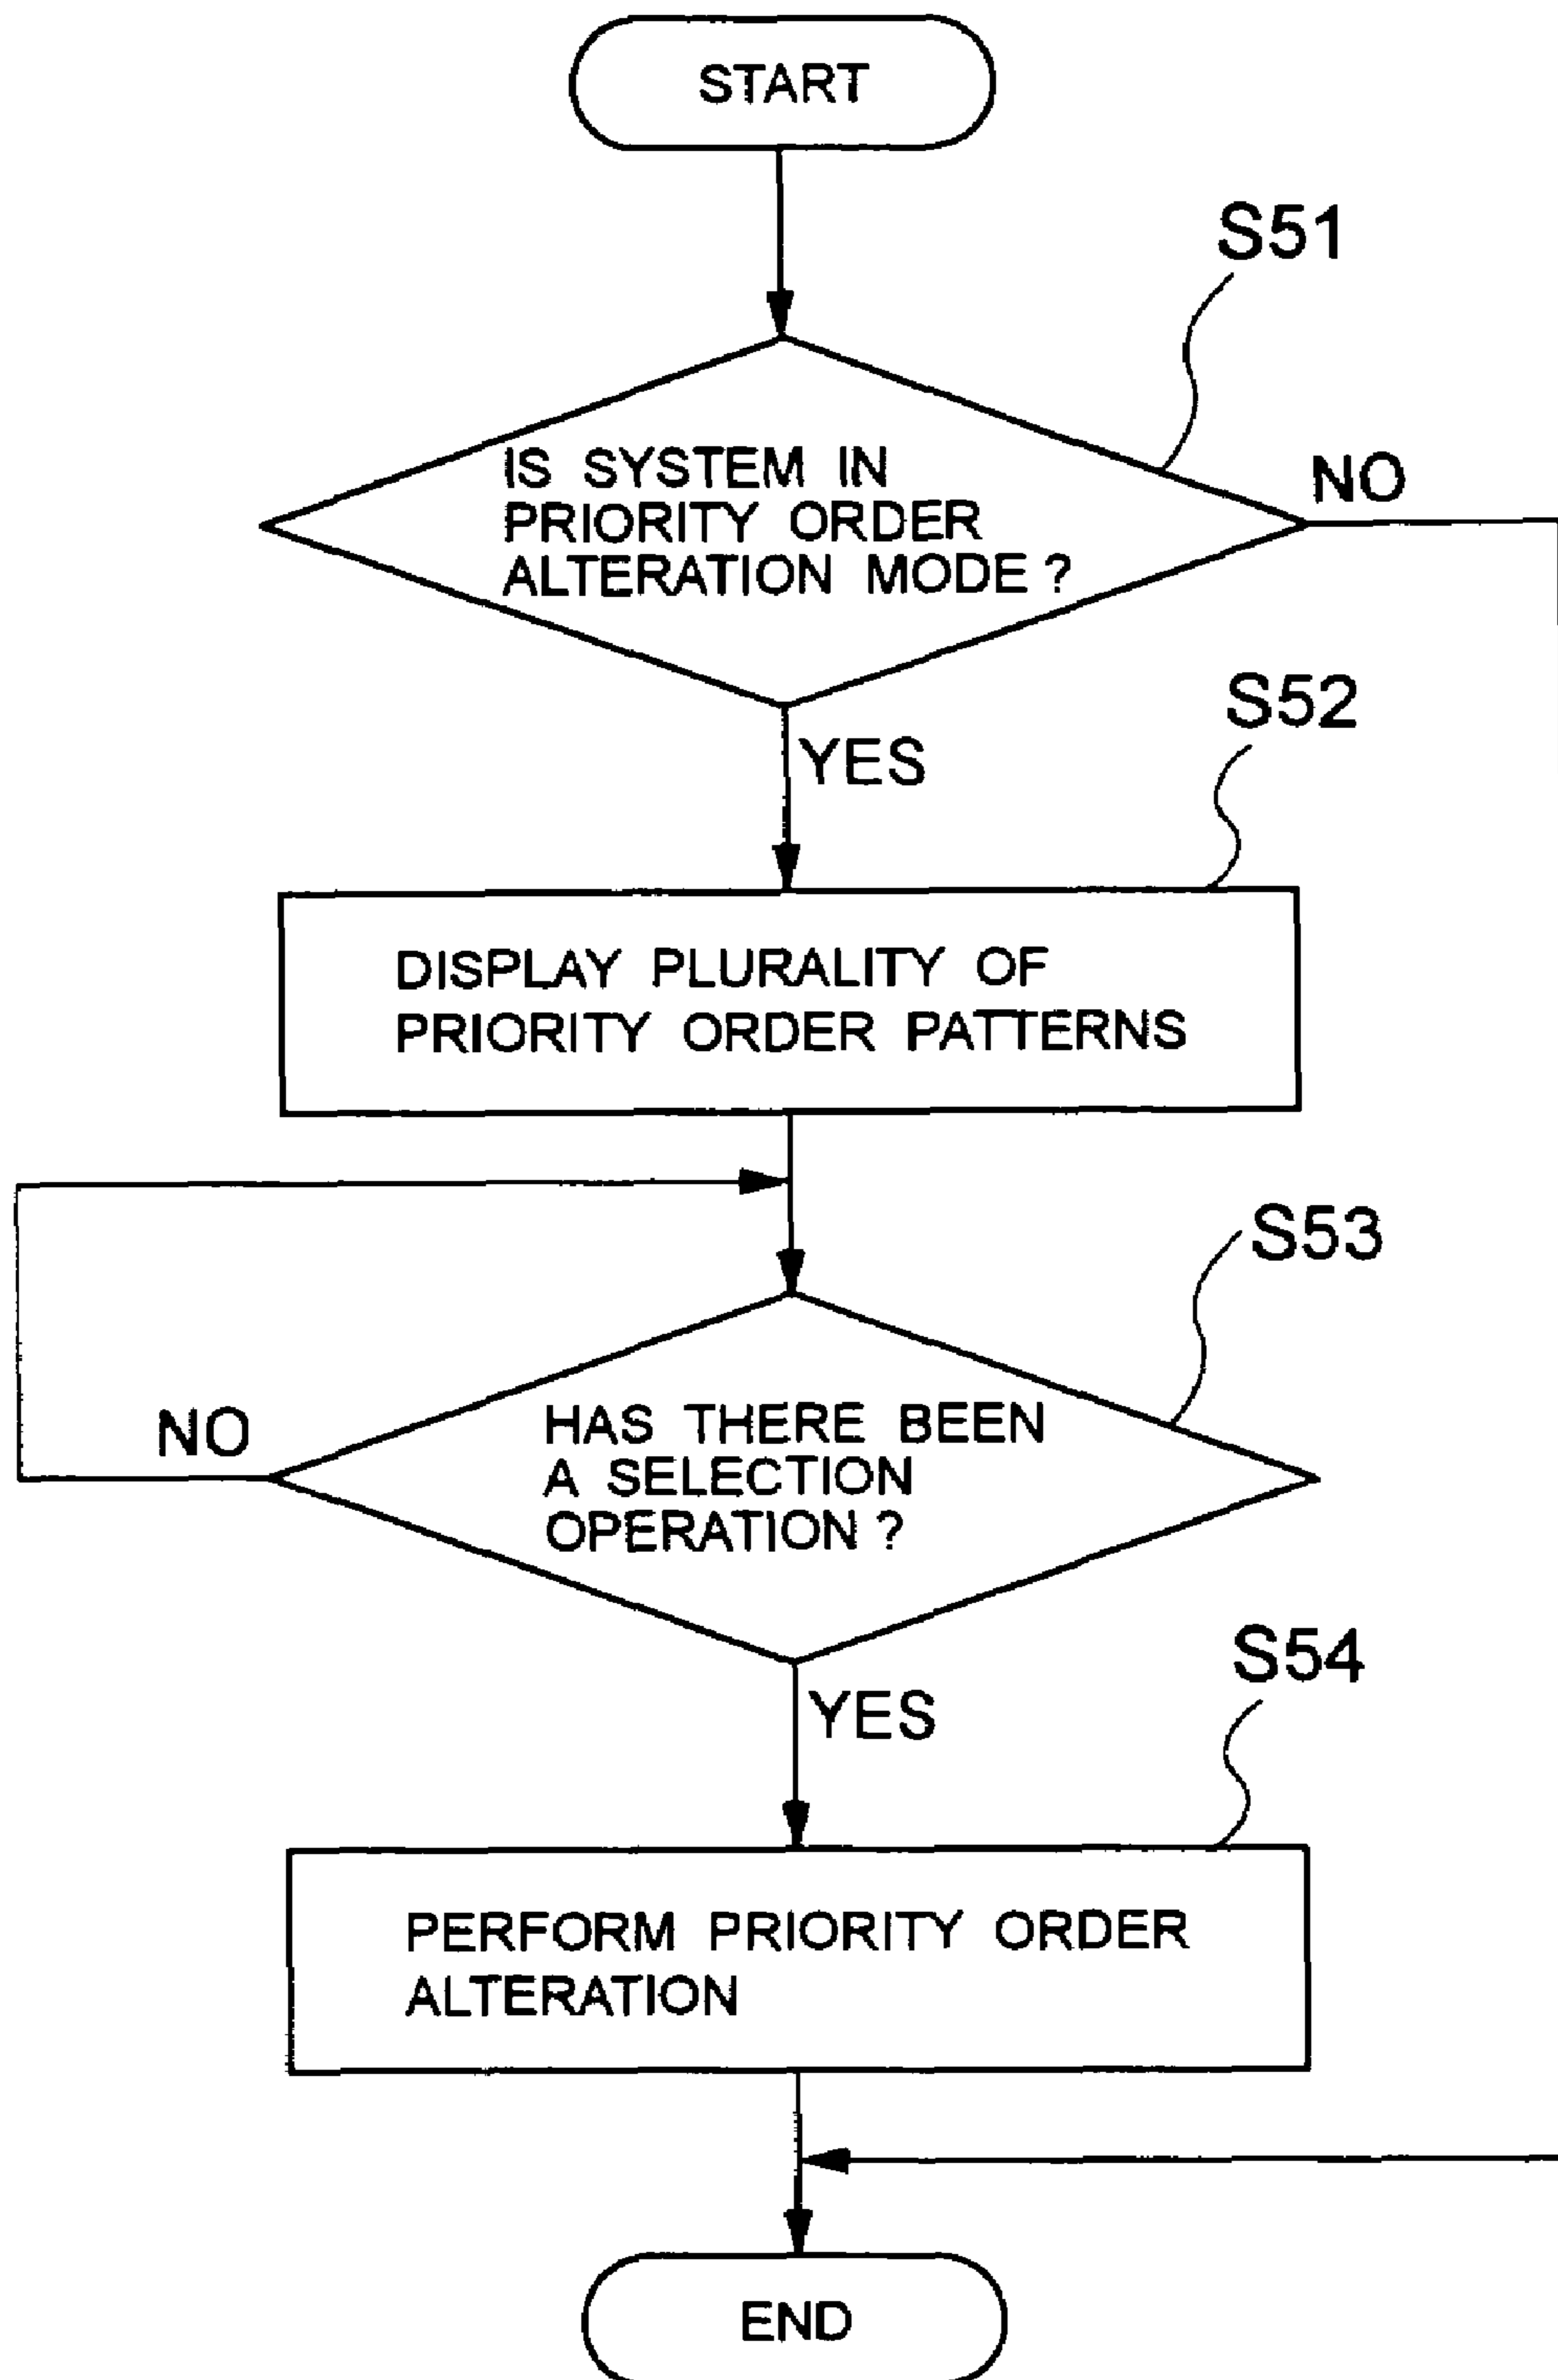 START
S51
IS SYSTEM IN
PRIORITY ORDER
ALTERATION MODE ?
NO
YES
S52
DISPLAY PLURALITY OF
PRIORITY ORDER PATTERNS
S53
HAS THERE BEEN
A SELECTION
OPERATION ?
NO
YES
S54
PERFORM PRIORITY ORDER
ALTERATION
END